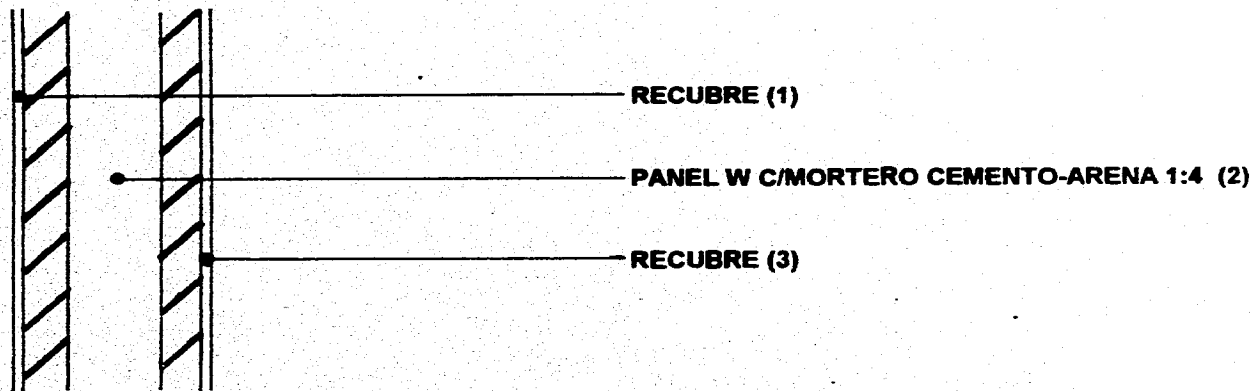 RECUBRE (1)
PANEL W C/MORTERO CEMENTO-ARENA 1:4 (2)
RECUBRE (3)